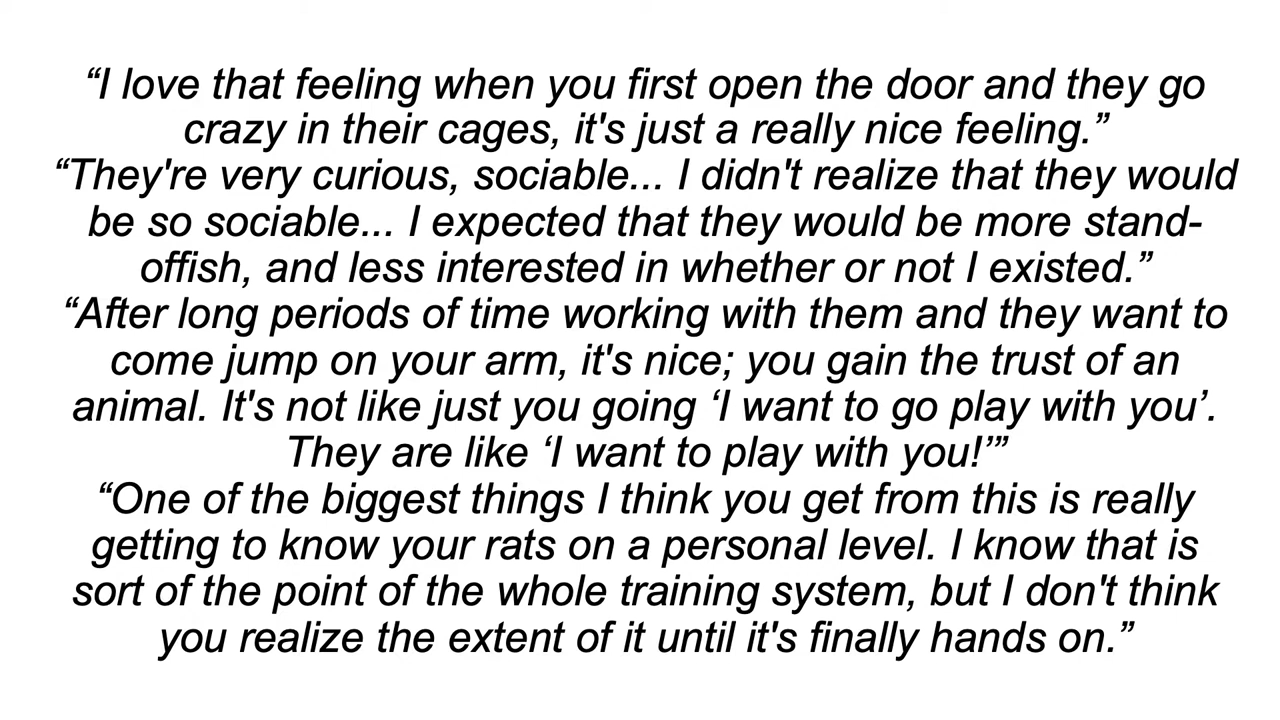 “I love that feeling when you first open the door and they go
crazy in their cages, it's just a really nice feeling.”
“They're very curious, sociable... I didn't realize that they would
be so sociable... I expected that they would be more stand-
offish, and less interested in whether or not I existed.”
“After long periods of time working with them and they want to
come jump on your arm, it's nice; you gain the trust of an
animal. It's not like just you going ‘I want to go play with you’.
They are like ‘I want to play with you!’”
“One of the biggest things I think you get from this is really
getting to know your rats on a personal level. I know that is
sort of the point of the whole training system, but I don't think
you realize the extent of it until it's finally hands on.”